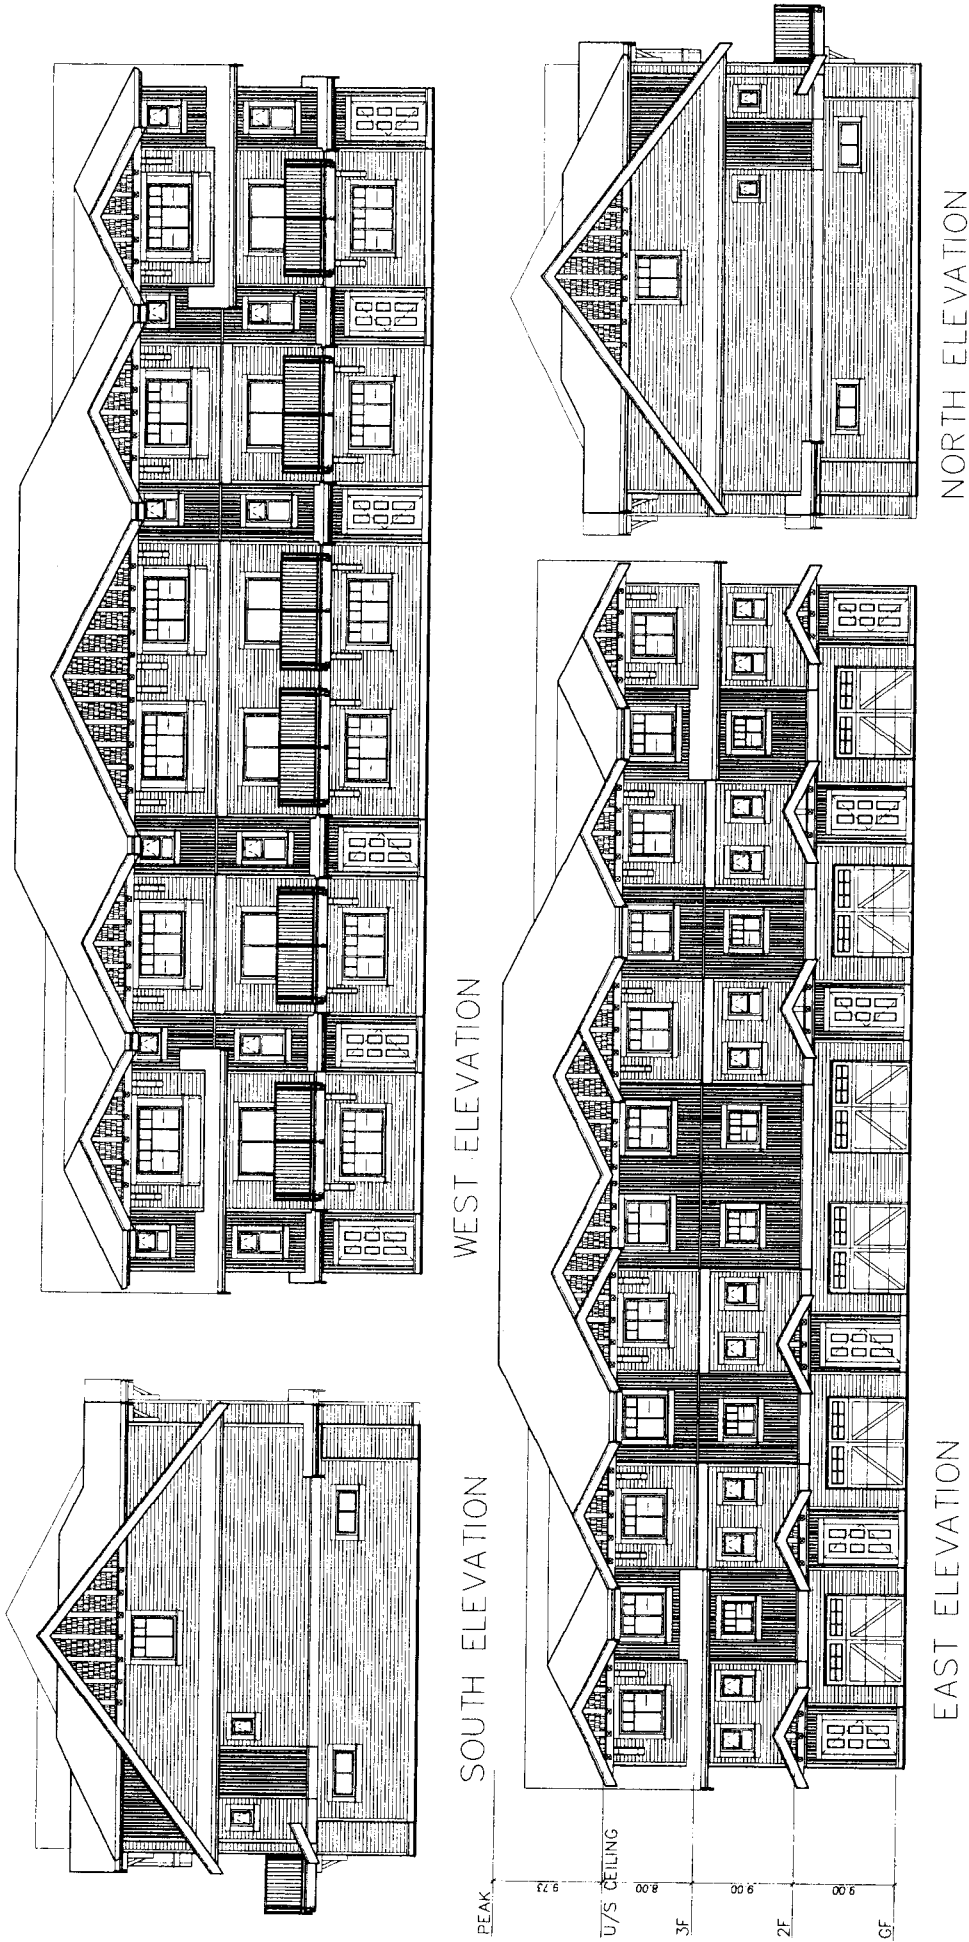 WEST ELEVATION
NORTH ELEVATION
SOUTH ELEVATION
EAST ELEVATION
PEAK
9.73
U/S CEILING
8.00
3F
9.00
2F
9.00
GF